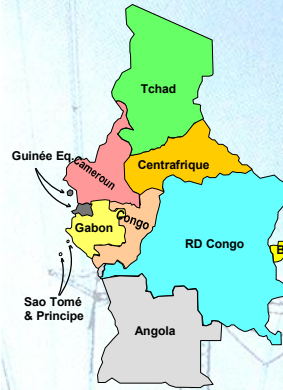 Tchad
Guinée Eq.
Cameroun
Centrafrique
Congo
Gabon
RD Congo
B
Sao Tomé
& Principe
Angola